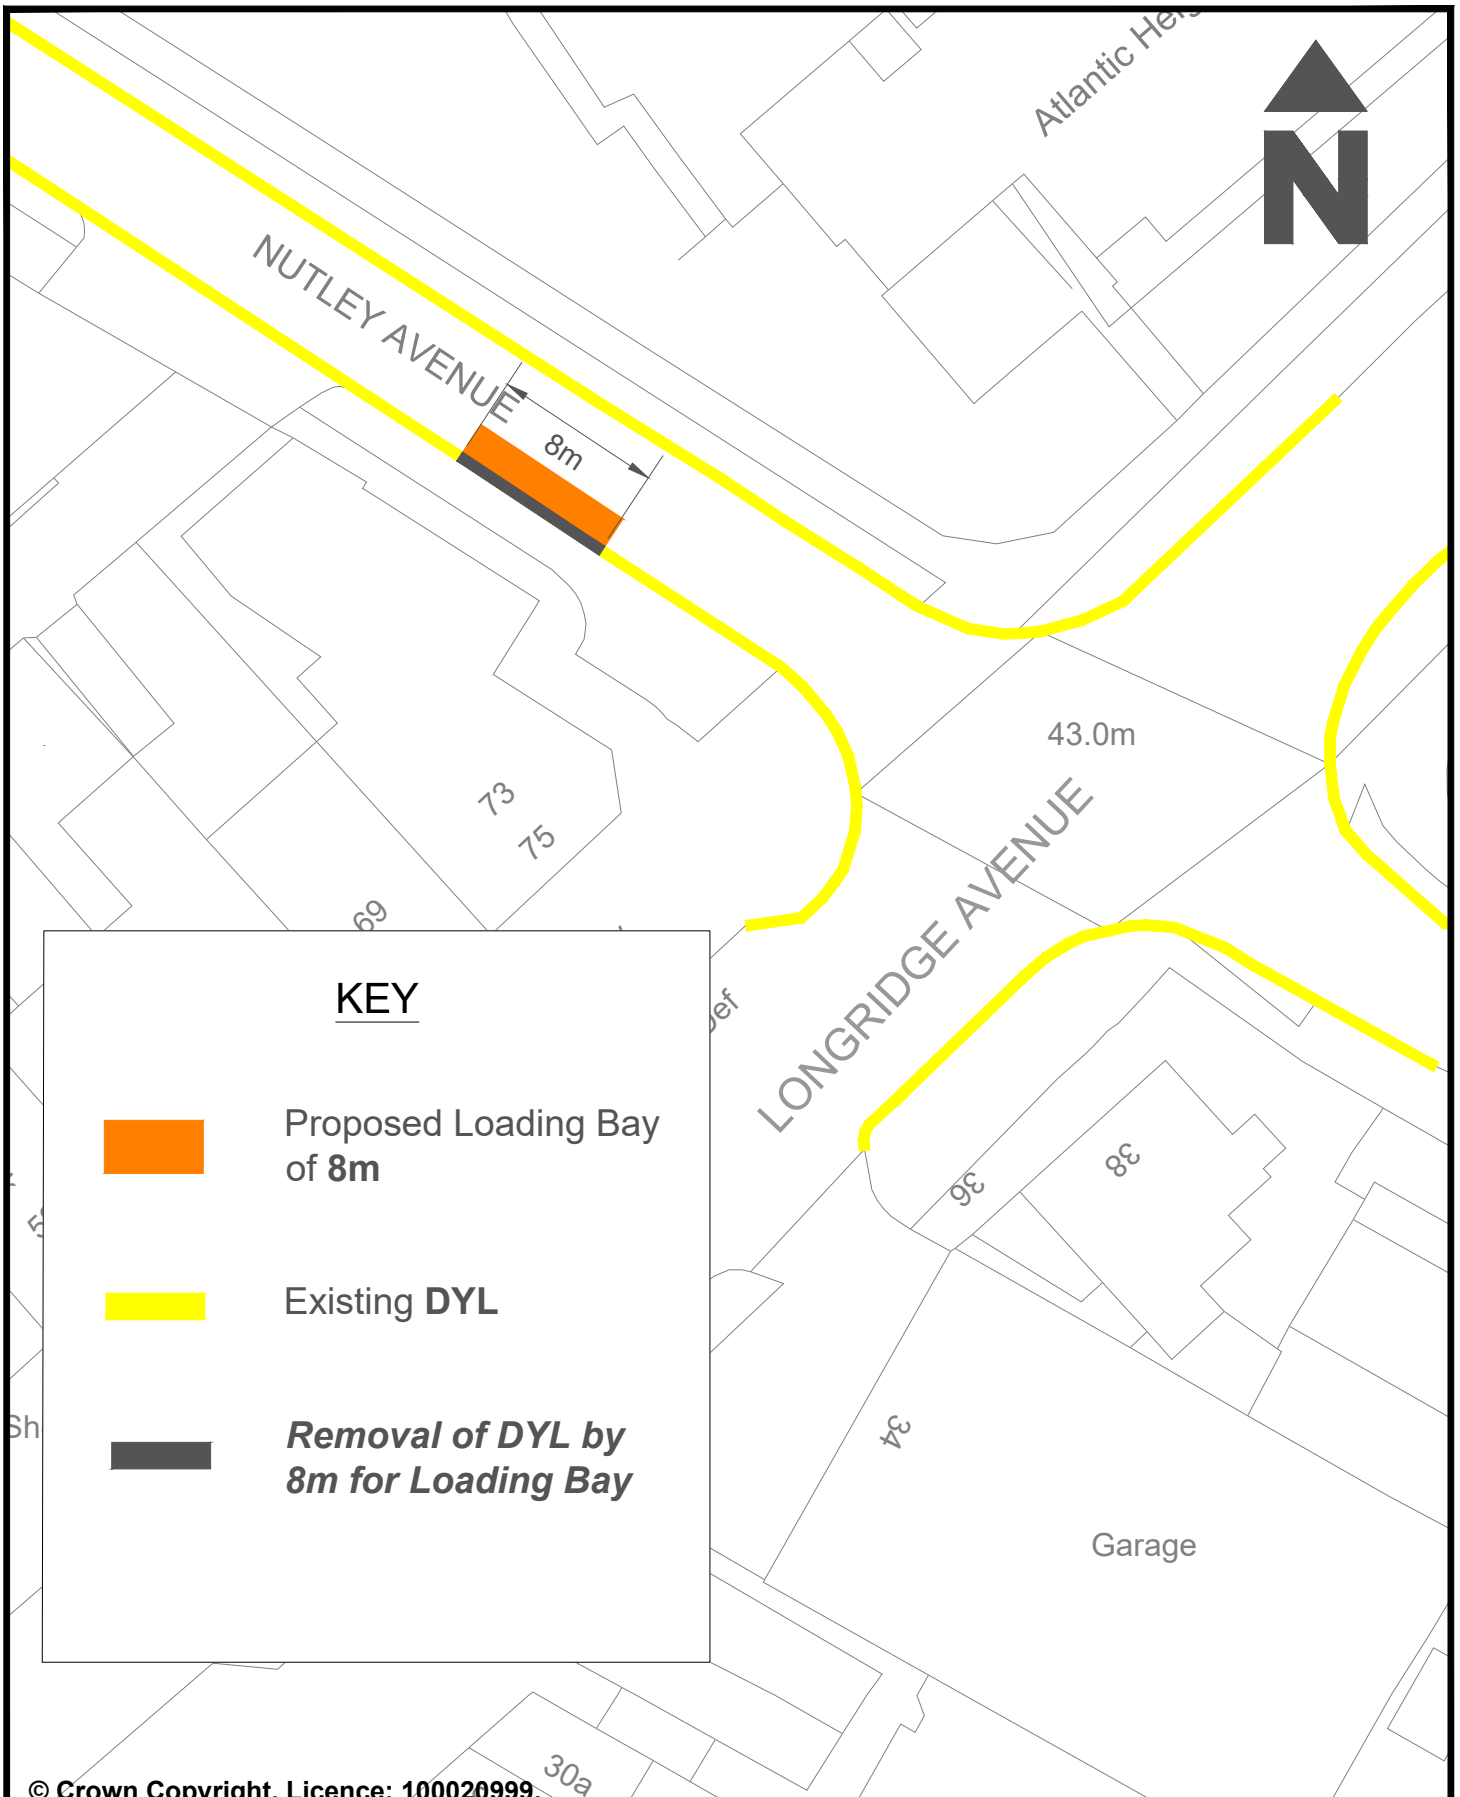 Atlantic
N
NUTLEY AVENUE
8m
43.0m
LONGRIDGE AVENUE
73
75
69
KEY
Proposed Loading Bay
of 8m
Existing DYL
Removal of DYL by
8m for Loading Bay
36
38
34
Garage
30a
© Crown Copyright. Licence: 100020999.